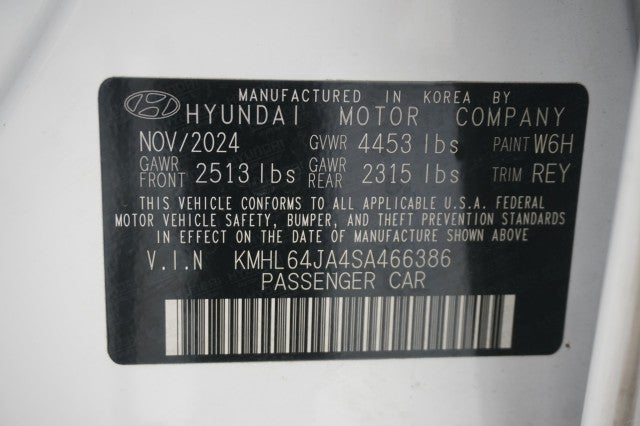 MANUFACTURED IN KOREA BY
HYUNDAI MOTOR COMPANY
NOV/2024 GVWR 4453 lbs PAINT W6H
GAWR FRONT 2513 lbs GAWR REAR 2315 lbs TRIM REY
THIS VEHICLE CONFORMS TO ALL APPLICABLE U.S.A. FEDERAL
MOTOR VEHICLE SAFETY, BUMPER, AND THEFT PREVENTION STANDARDS
IN EFFECT ON THE DATE OF MANUFACTURE SHOWN ABOVE
V.I.N KMHL64JA4SA466386
PASSENGER CAR